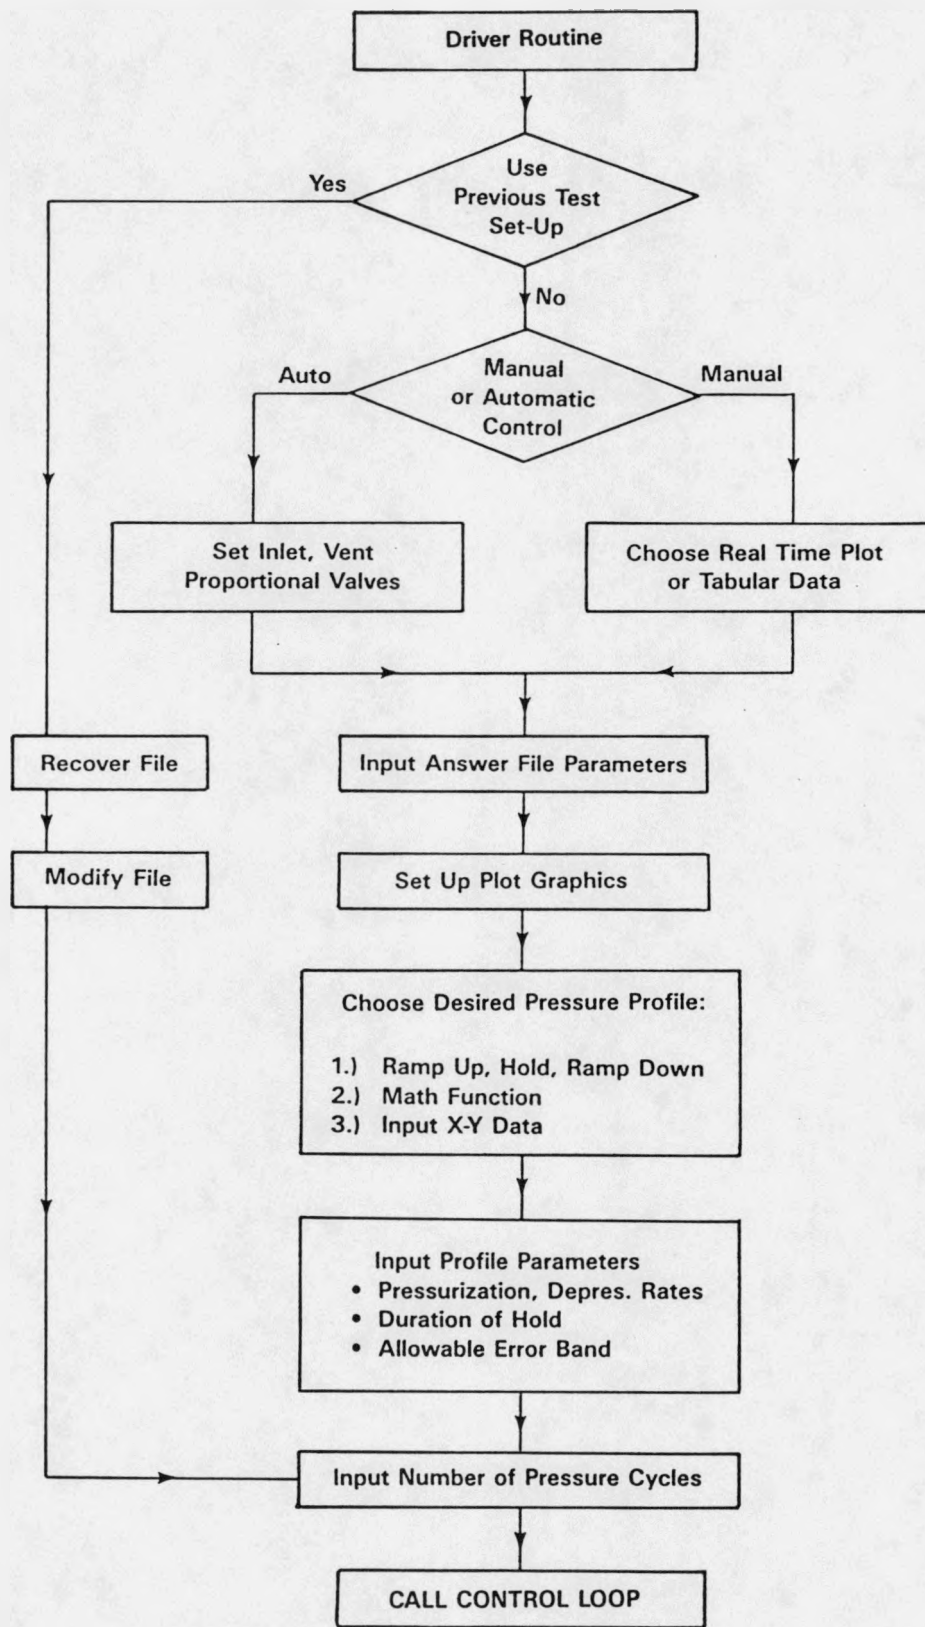 Driver Routine
Use
Previous Test
Set-Up
Yes
No
Manual
or Automatic
Control
Auto
Manual
Set Inlet, Vent
Proportional Valves
Choose Real Time Plot
or Tabular Data
Recover File
Input Answer File Parameters
Modify File
Set Up Plot Graphics
Choose Desired Pressure Profile:
1.) Ramp Up, Hold, Ramp Down
2.) Math Function
3.) Input X-Y Data
Input Profile Parameters
• Pressurization, Depres. Rates
• Duration of Hold
• Allowable Error Band
Input Number of Pressure Cycles
CALL CONTROL LOOP